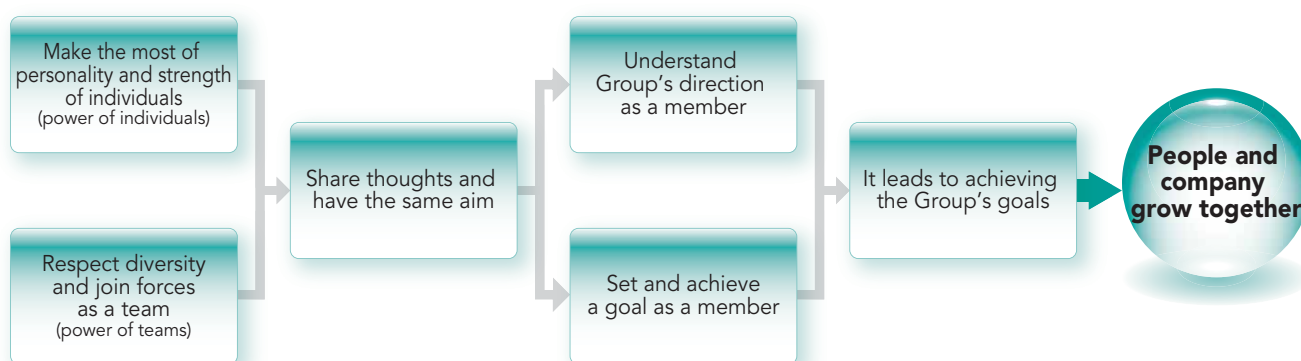 Make the most of
personality and strength
of individuals
(power of individuals)
Respect diversity
and join forces
as a team
(power of teams)
Share thoughts and
have the same aim
Understand
Group’s direction
as a member
Set and achieve
a goal as a member
It leads to achieving
the Group’s goals
People and
company
grow together